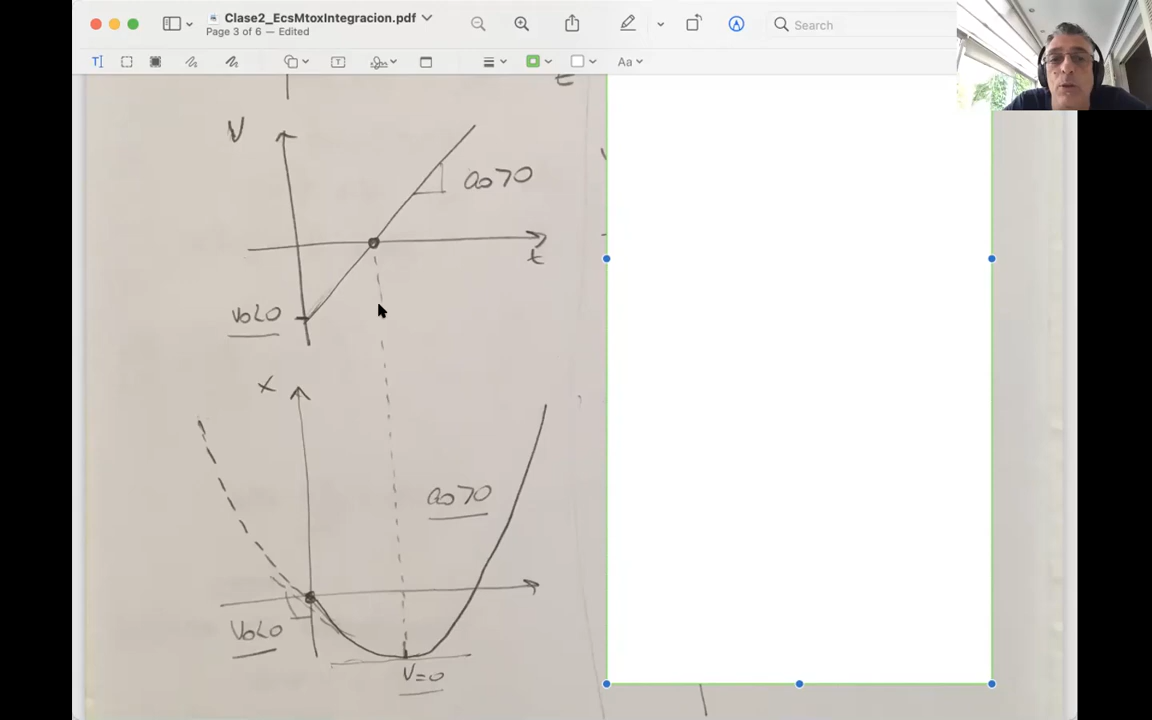 Clase2_EcsMtoxIntegracion.pdf
Page 3 of 6 — Edited
Search
Aa
t
V
a₀>0
t
V₀<0
x
a₀>0
V₀<0
V=0